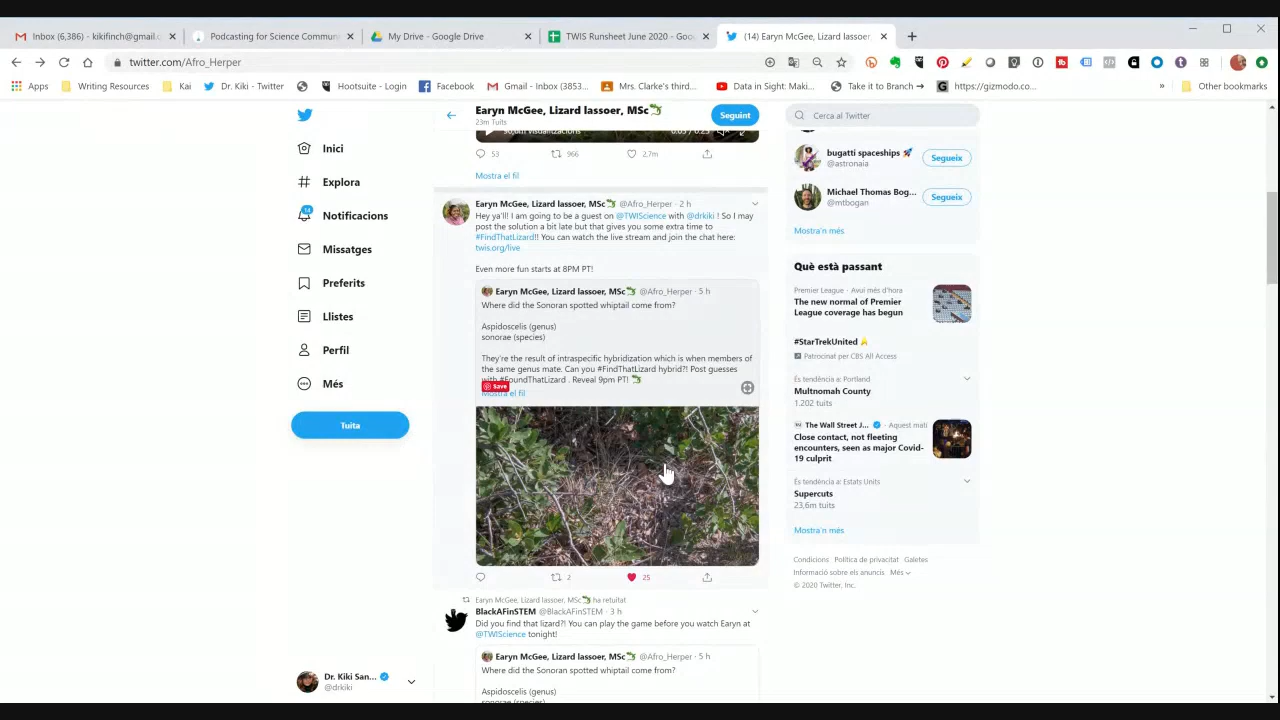 Inbox (6,386) - kikifinch@gmail.c
Podcasting for Science Commun
My Drive - Google Drive
TWIS Runsheet June 2020 - Goo
(14) Earyn McGee, Lizard lassoer,
twitter.com/Afro_Herper
Apps
Writing Resources
Kai
Dr. Kiki - Twitter
Hootsuite - Login
Facebook
Gmail - Inbox (3853...
Mrs. Clarke's third...
Data in Sight: Maki...
Take it to Branch →
https://gizmodo.co...
»
Other bookmarks
Inici
Explora
14
Notificacions
Missatges
Preferits
Llistes
Perfil
Més
Tuita
Dr. Kiki San...
@drkiki
Earyn McGee, Lizard lassoer, MSc
23m Tuits
Seguint
53
966
2,7m
Mostra el fil
Earyn McGee, Lizard lassoer, MSc @Afro_Herper · 2 h
Hey ya'll! I am going to be a guest on @TWIScience with @drkiki ! So I may
post the solution a bit late but that gives you some extra time to
#FindThatLizard!! You can watch the live stream and join the chat here:
twis.org/live
Even more fun starts at 8PM PT!
Earyn McGee, Lizard lassoer, MSc @Afro_Herper · 5 h
Where did the Sonoran spotted whiptail come from?
Aspidoscelis (genus)
sonorae (species)
They're the result of intraspecific hybridization which is when members of
the same genus mate. Can you #FindThatLizard hybrid?! Post guesses
with #FoundThatLizard . Reveal 9pm PT!
Save
Mostra el fil
2
25
Earyn McGee, Lizard lassoer, MSc ha retuitat
BlackAFinSTEM @BlackAFinSTEM · 3 h
Did you find that lizard?! You can play the game before you watch Earyn at
@TWIScience tonight!
Earyn McGee, Lizard lassoer, MSc @Afro_Herper · 5 h
Where did the Sonoran spotted whiptail come from?
Aspidoscelis (genus)
sonorae (species)
Cerca al Twitter
bugatti spaceships
@astronaia
Segueix
Michael Thomas Bog...
@mtbogan
Segueix
Mostra'n més
Què està passant
Premier League · Avui més d'hora
The new normal of Premier
League coverage has begun
#StarTrekUnited
Patrocinat per CBS All Access
És tendència a: Portland
Multnomah County
1.202 tuits
The Wall Street J... · Aquest matí
Close contact, not fleeting
encounters, seen as major Covid-
19 culprit
És tendència a: Estats Units
Supercuts
23,6m tuits
Mostra'n més
Condicions Política de privacitat Galetes
Informació sobre els anuncis Més
© 2020 Twitter, Inc.